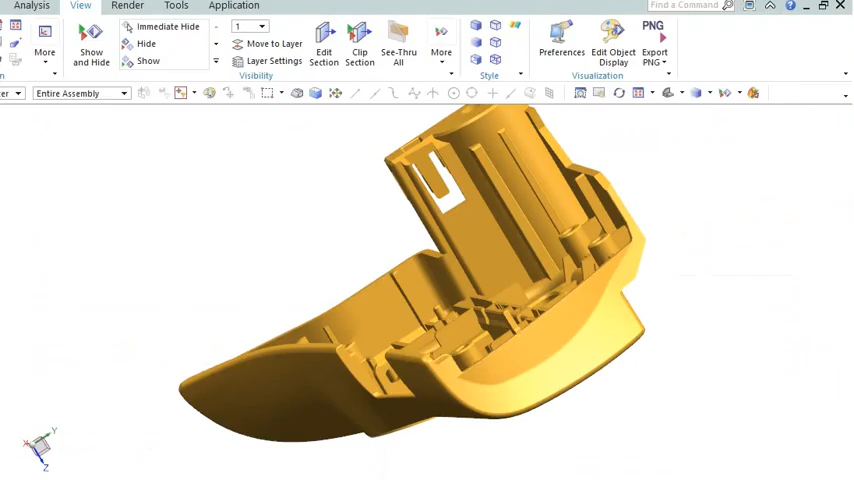 Analysis View Render Tools Application Find a Command
Immediate Hide
Hide
Show
More
Show and Hide
1
Move to Layer
Layer Settings
Edit Section
Clip Section
See-Thru All
More
Preferences
Edit Object Display
PNG
Export PNG
Visibility Style Visualization
Entire Assembly
X
Y
Z